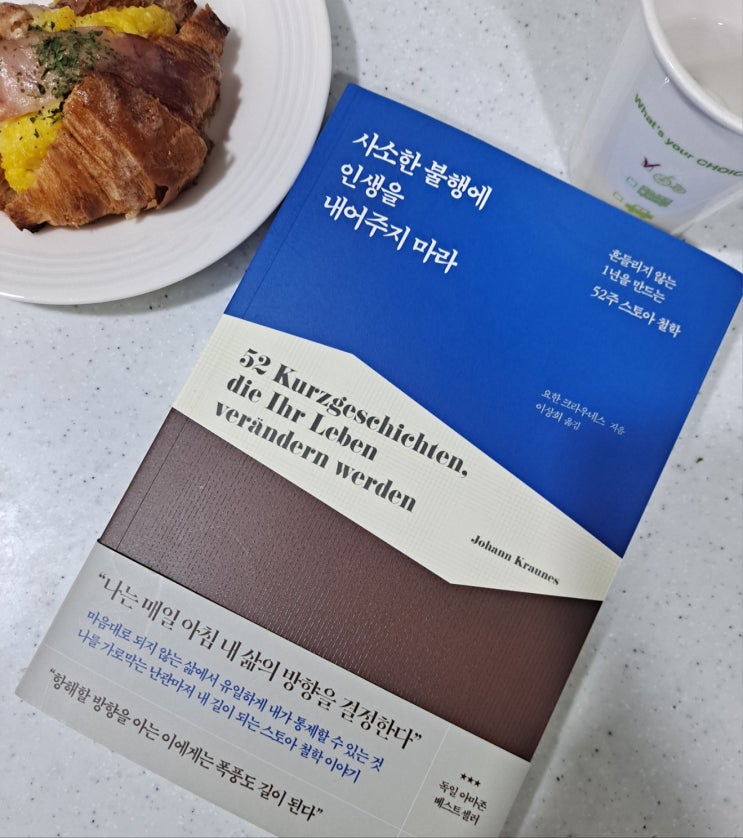 사소한 불행에
인생을
내어주지 마라
흔들리지 않는
1년을 만드는
52주 스토아 철학
요한 크라우네스 지음
이상희 옮김
52 Kurzgeschichten,
die Ihr Leben
verändern werden
Johann Kraunes
“나는 매일 아침 내 삶의 방향을 결정한다”
마음대로 되지 않는 삶에서 유일하게 내가 통제할 수 있는 것
나를 가로막는 난관마저 내 길이 되는 스토아 철학 이야기
“항해할 방향을 아는 이에게는 폭풍도 길이 된다”
★★★
독일 아마존
베스트셀러
What's your CHOIC